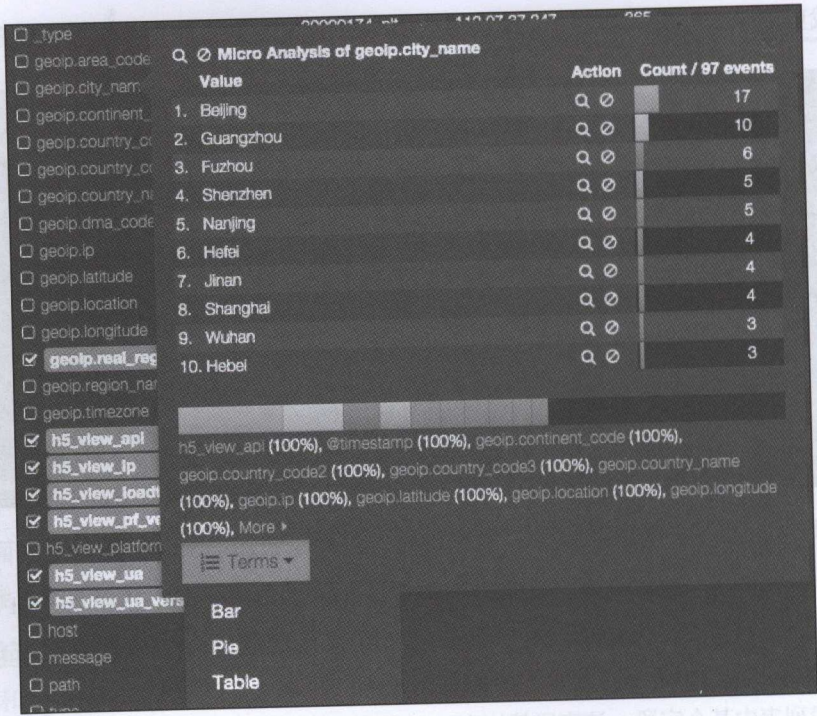 _type
geoip.area_code
geoip.city_nam
geoip.continent_
geoip.country_co
geoip.country_co
geoip.country_na
geoip.dma_code
geoip.ip
geoip.latitude
geoip.location
geoip.longitude
geoip.real_reg
geoip.region_nar
geoip.timezone
h5_view_api
h5_view_ip
h5_view_loadt
h5_view_pf_ve
h5_view_platform
h5_view_ua
h5_view_ua_vers
host
message
path
Micro Analysis of geoip.city_name
Value Action Count / 97 events
1. Beijing 17
2. Guangzhou 10
3. Fuzhou 6
4. Shenzhen 5
5. Nanjing 5
6. Hefei 4
7. Jinan 4
8. Shanghai 4
9. Wuhan 3
10. Hebei 3
h5_view_api (100%), @timestamp (100%), geoip.continent_code (100%),
geoip.country_code2 (100%), geoip.country_code3 (100%), geoip.country_name
(100%), geoip.ip (100%), geoip.latitude (100%), geoip.location (100%), geoip.longitude
(100%), More
Terms
Bar
Pie
Table